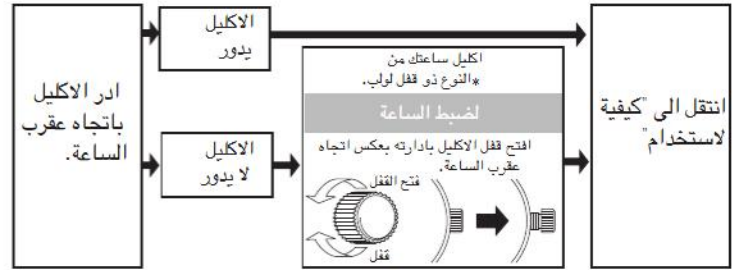 ادر الاكليل
باتجاه عقرب
الساعة.
الاكليل
يدور
الاكليل
لا يدور
اكليل ساعتك من
*النوع ذو قفل لولب.
لضبط الساعة
افتح قفل الاكليل بادارته بعكس اتجاه
عقرب الساعة.
فتح القفل
قفل
انتقل الى "كيفية
لاستخدام"